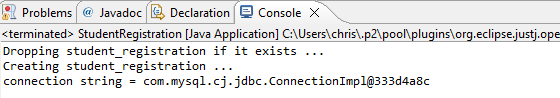 Problems @ Javadoc Declaration Console
<terminated> StudentRegistration [Java Application] C:\Users\chris\.p2\pool\plugins\org.eclipse.justj.ope
Dropping student_registration if it exists ...
Creating student_registration ...
connection string = com.mysql.cj.jdbc.ConnectionImpl@333d4a8c